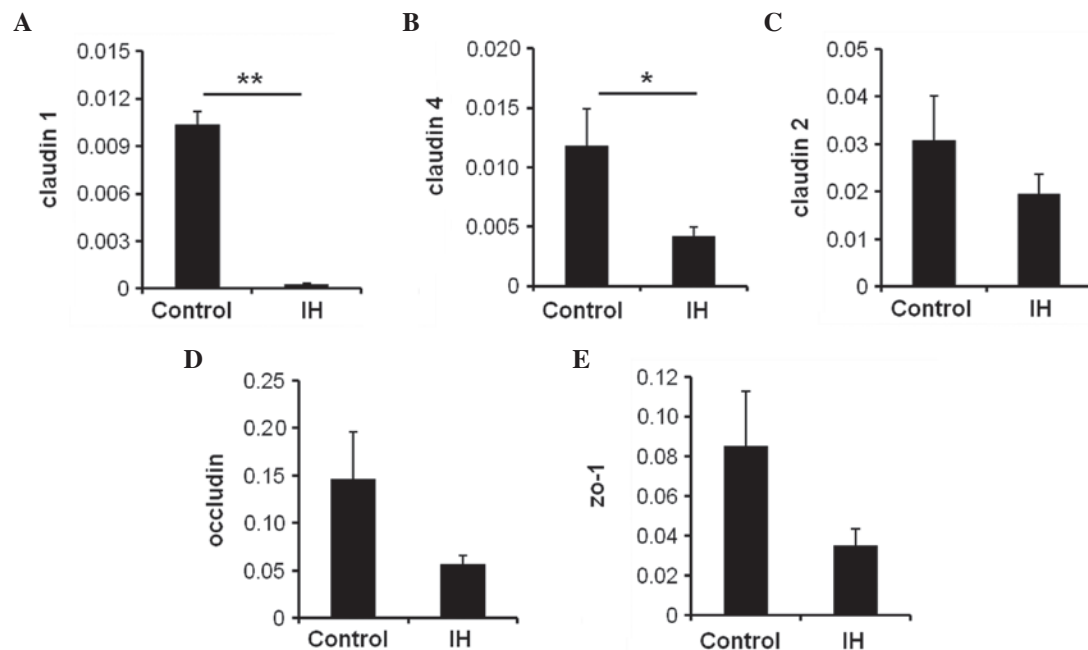 A
claudin 1
0.015
0.012
0.009
0.006
0.003
0
**
Control IH
B
claudin 4
0.020
0.015
0.010
0.005
0
*
Control IH
C
claudin 2
0.05
0.04
0.03
0.02
0.01
0
Control IH
D
occludin
0.25
0.20
0.15
0.10
0.05
0
Control IH
E
zo-1
0.12
0.10
0.08
0.06
0.04
0.02
0
Control IH